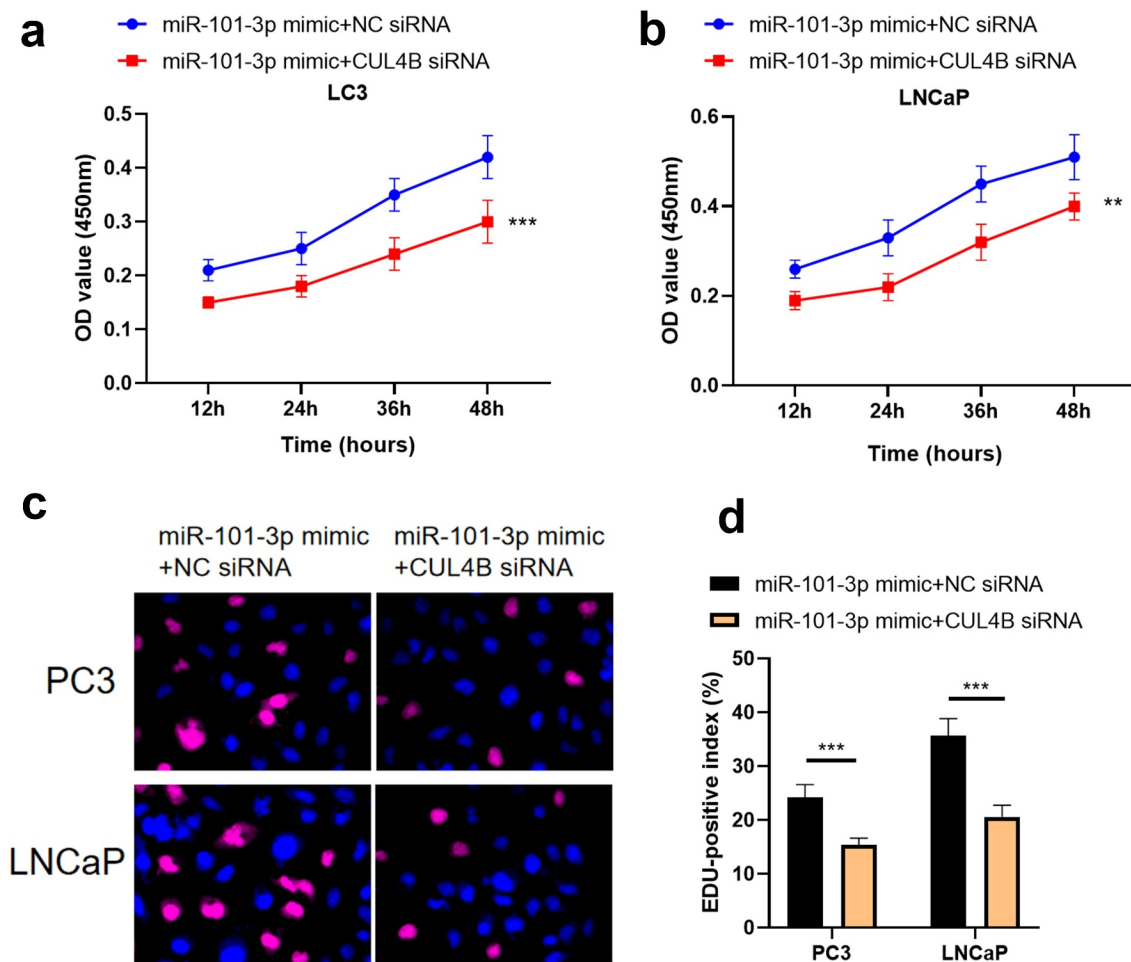 a
miR-101-3p mimic+NC siRNA
miR-101-3p mimic+CUL4B siRNA
LC3
OD value (450nm)
0.5
0.4
0.3
0.2
0.1
0.0
***
12h 24h 36h 48h
Time (hours)
b
miR-101-3p mimic+NC siRNA
miR-101-3p mimic+CUL4B siRNA
LNCaP
OD value (450nm)
0.6
0.4
0.2
0.0
**
12h 24h 36h 48h
Time (hours)
c
miR-101-3p mimic
+NC siRNA
miR-101-3p mimic
+CUL4B siRNA
PC3
LNCaP
d
miR-101-3p mimic+NC siRNA
miR-101-3p mimic+CUL4B siRNA
EDU-positive index (%)
50
40
30
20
10
0
***
***
PC3 LNCaP